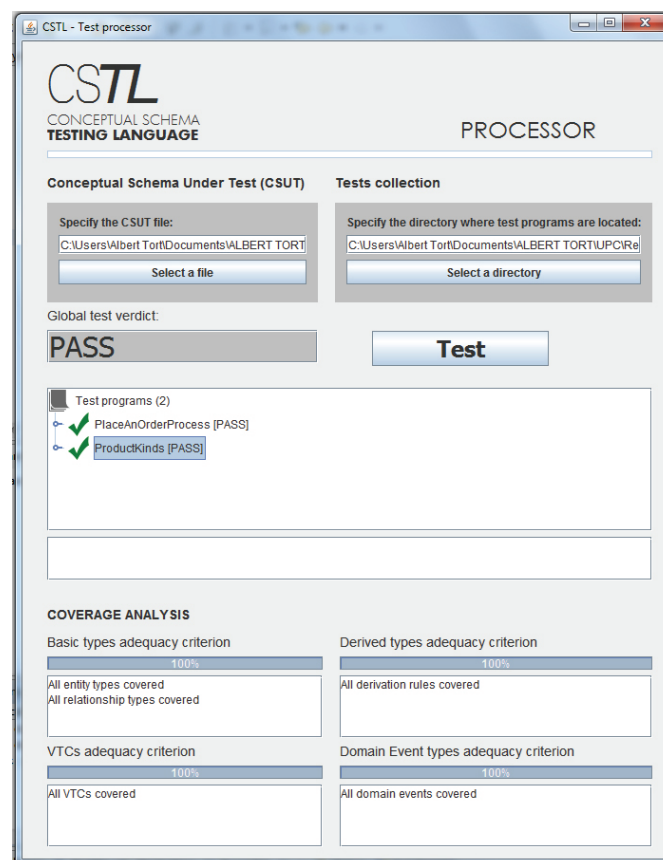 CSTL - Test processor
CSTL
CONCEPTUAL SCHEMA
TESTING LANGUAGE
PROCESSOR
Conceptual Schema Under Test (CSUT)
Tests collection
Specify the CSUT file:
Specify the directory where test programs are located:
C:\Users\Albert Tort\Documents\ALBERT TORT
C:\Users\Albert Tort\Documents\ALBERT TORT\UPC\Re
Select a file
Select a directory
Global test verdict:
PASS
Test
Test programs (2)
PlaceAnOrderProcess [PASS]
ProductKinds [PASS]
COVERAGE ANALYSIS
Basic types adequacy criterion
Derived types adequacy criterion
100%
100%
All entity types covered
All relationship types covered
All derivation rules covered
VTCs adequacy criterion
Domain Event types adequacy criterion
100%
100%
All VTCs covered
All domain events covered